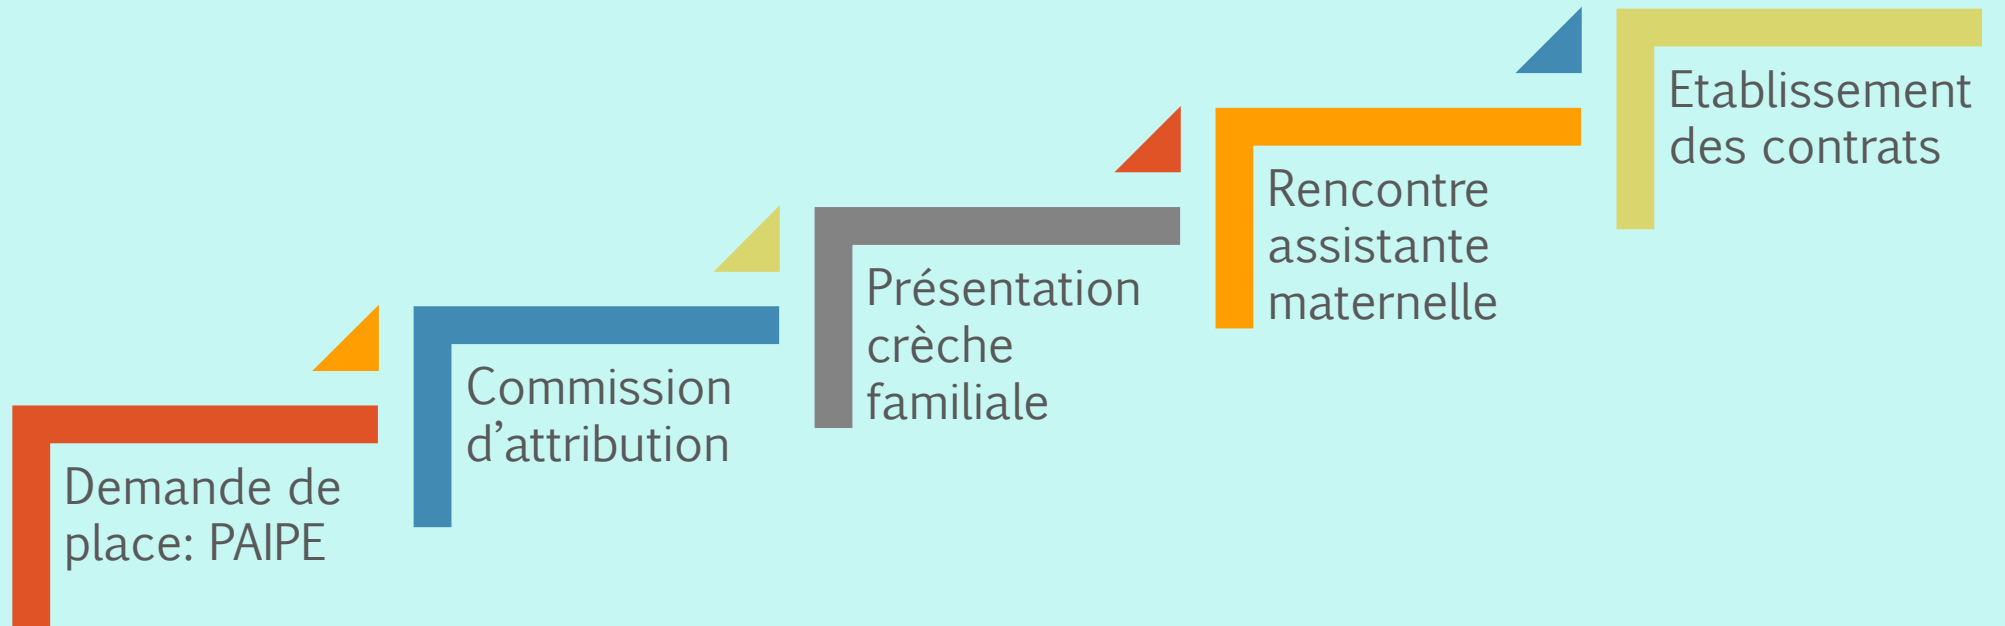 Demande de
place: PAIPE
Commission
d’attribution
Présentation
crèche
familiale
Rencontre
assistante
maternelle
Etablissement
des contrats